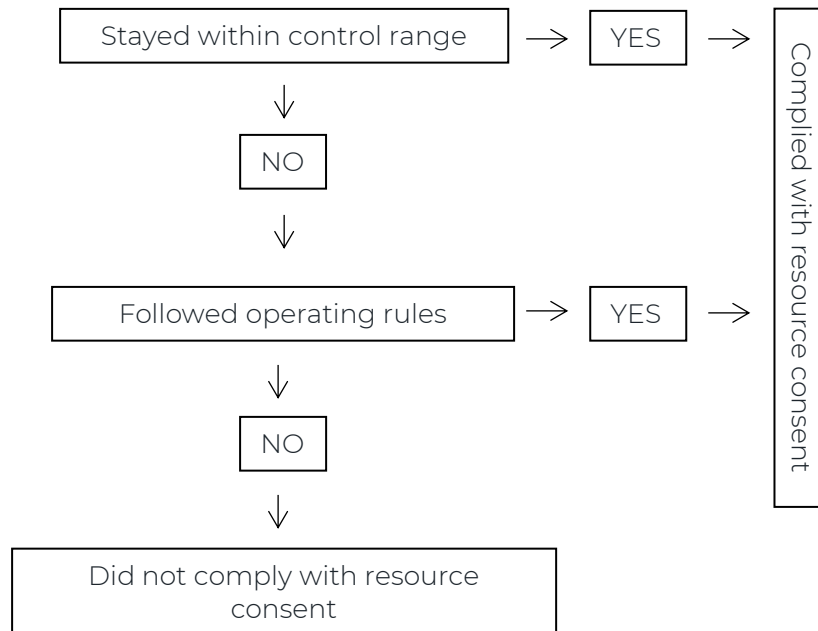 Stayed within control range
YES
NO
Followed operating rules
YES
NO
Did not comply with resource
consent
Complied with resource consent